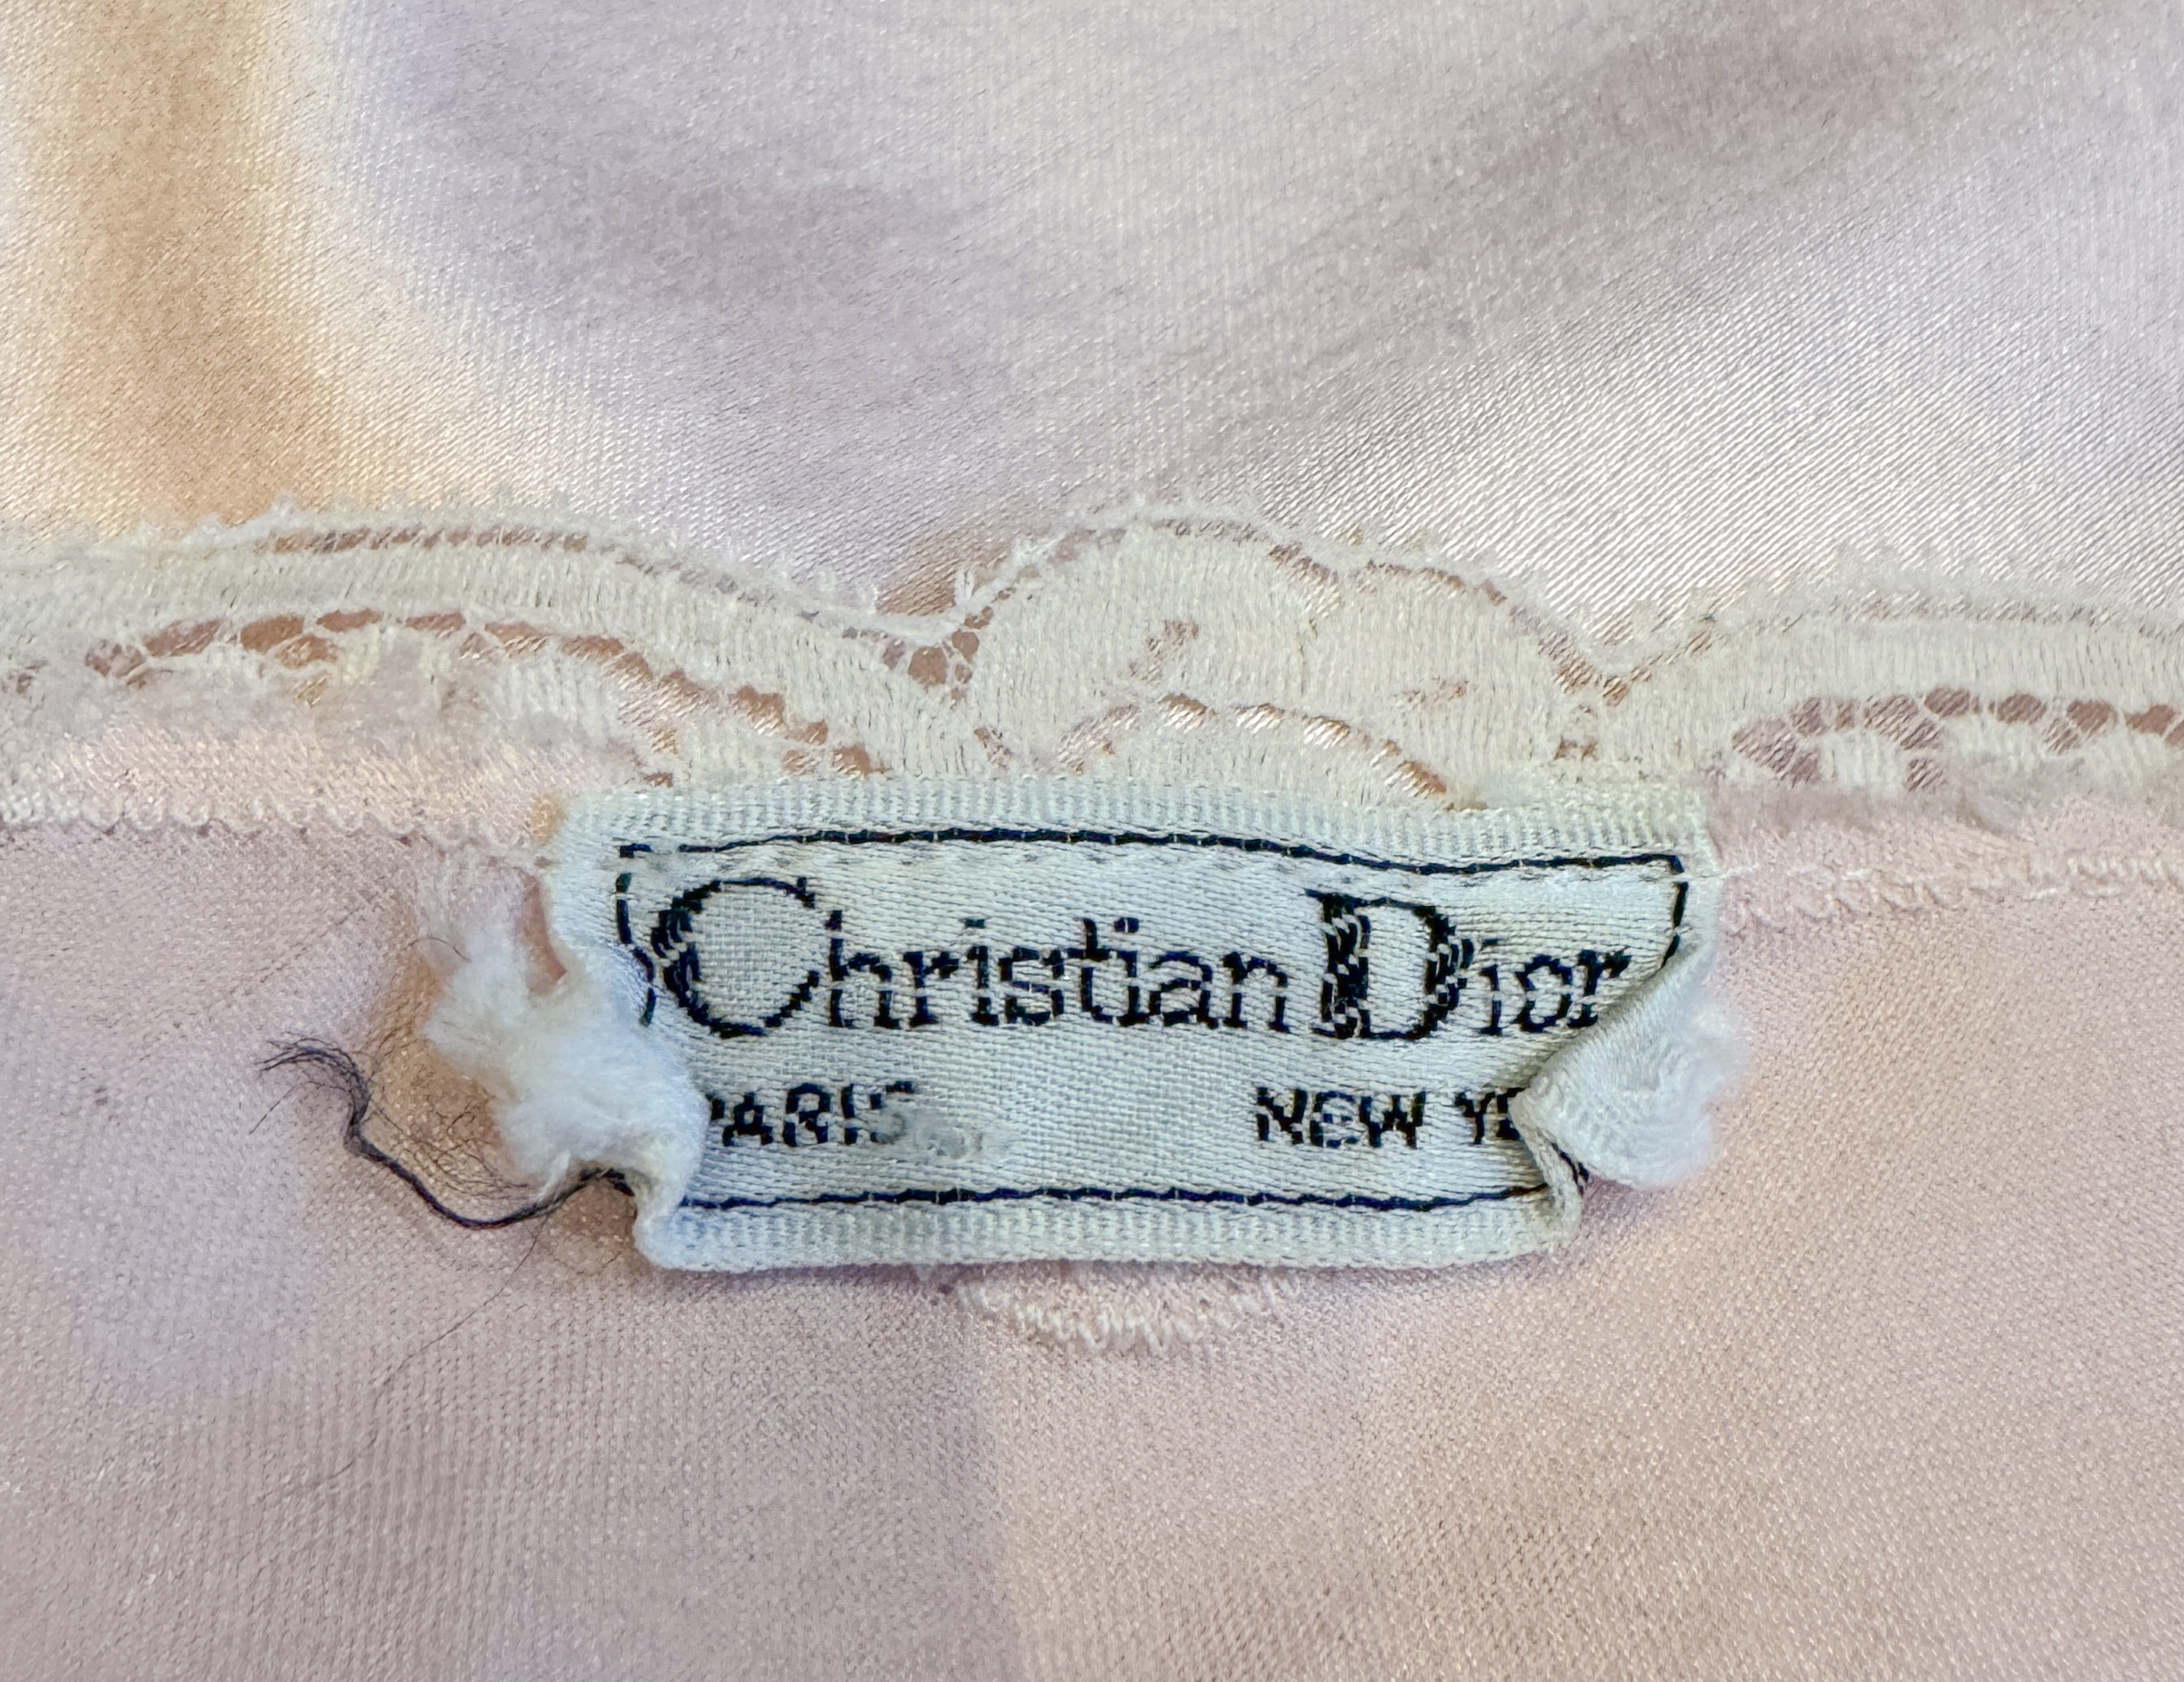 Christian Dior
PARIS NEW